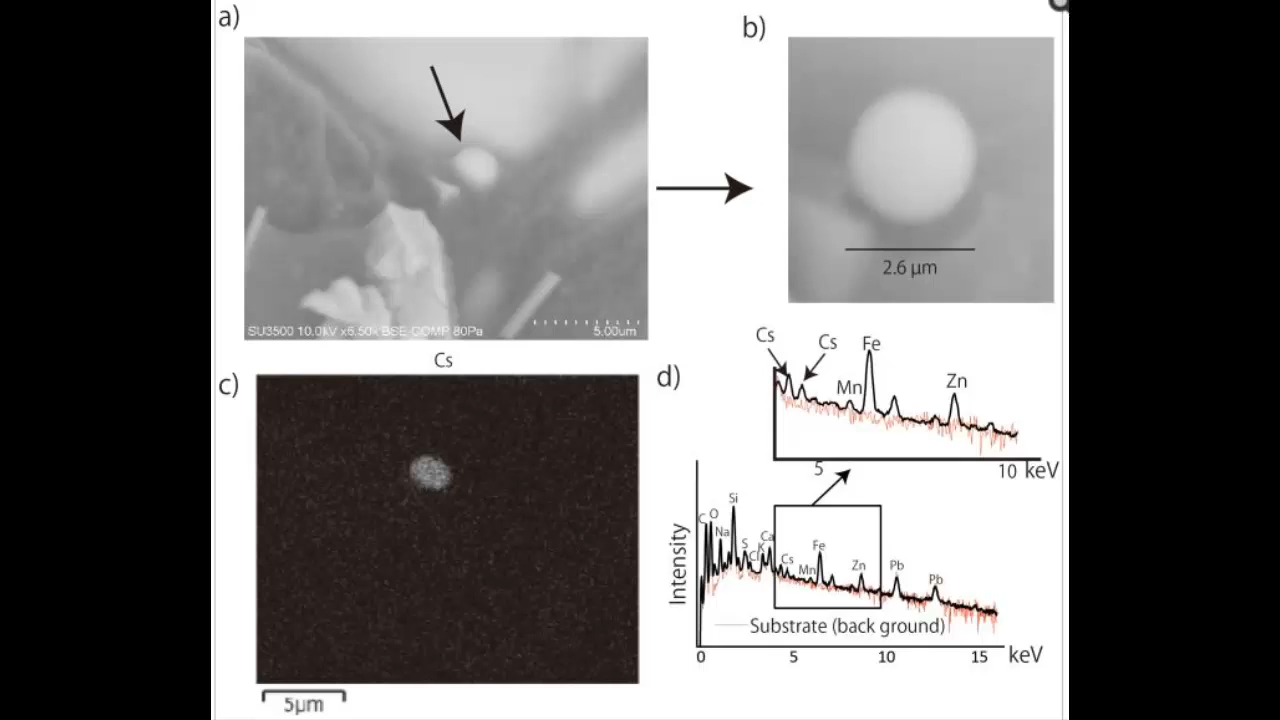 a)
b)
2.6 µm
SU3500 10.0kV x6.50k BSE-COMP 80Pa
5.00um
Cs
c)
5µm
d)
Cs
Cs
Fe
Mn
Zn
5
10 keV
Intensity
C
O
Na
Si
S
Cl
K
Ca
Cs
Mn
Fe
Zn
Pb
Pb
Substrate (back ground)
0
5
10
15
keV